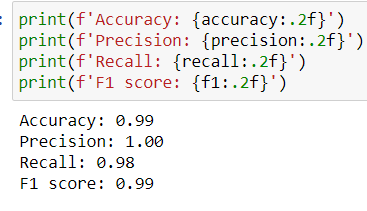 :
print(f'Accuracy: {accuracy:.2f}')
print(f'Precision: {precision:.2f}')
print(f'Recall: {recall:.2f}')
print(f'F1 score: {f1:.2f}')
Accuracy: 0.99
Precision: 1.00
Recall: 0.98
F1 score: 0.99